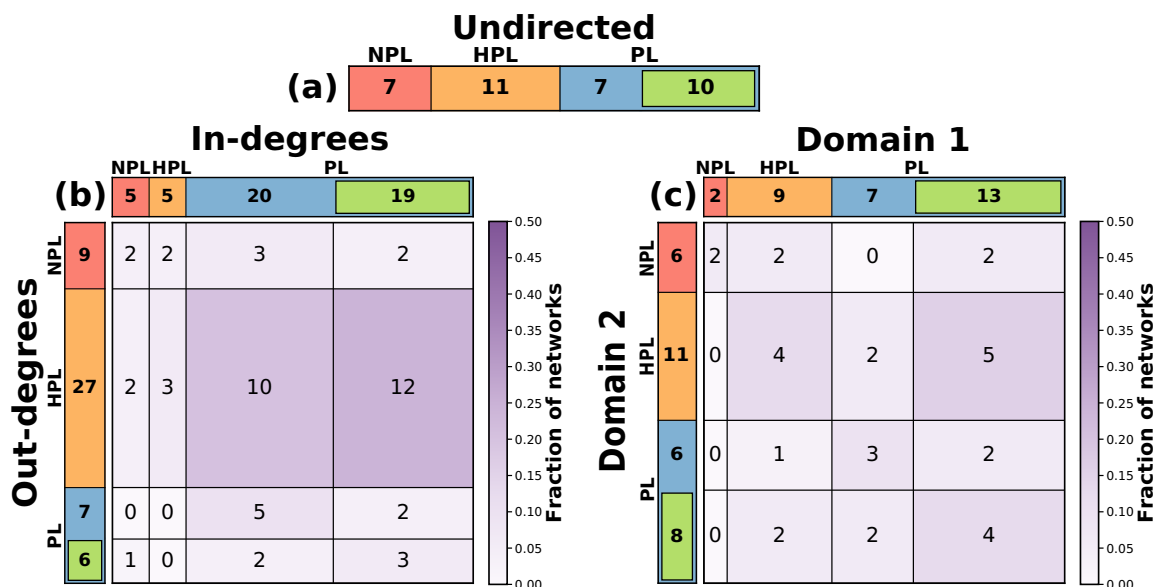 Undirected
NPL HPL PL
(a) 7 11 7 10
In-degrees
NPL HPL PL
(b) 5 5 20 19
Out-degrees
NPL 9 2 2 3 2
HPL 27 2 3 10 12
PL 7 0 0 5 2
6 1 0 2 3
0.50
0.45
0.40
0.35
0.30
0.25
0.20
0.15
0.10
0.05
0.00
Fraction of networks
Domain 1
NPL HPL PL
(c) 2 9 7 13
Domain 2
NPL 6 2 2 0 2
HPL 11 0 4 2 5
PL 6 0 1 3 2
8 0 2 2 4
0.50
0.45
0.40
0.35
0.30
0.25
0.20
0.15
0.10
0.05
0.00
Fraction of networks